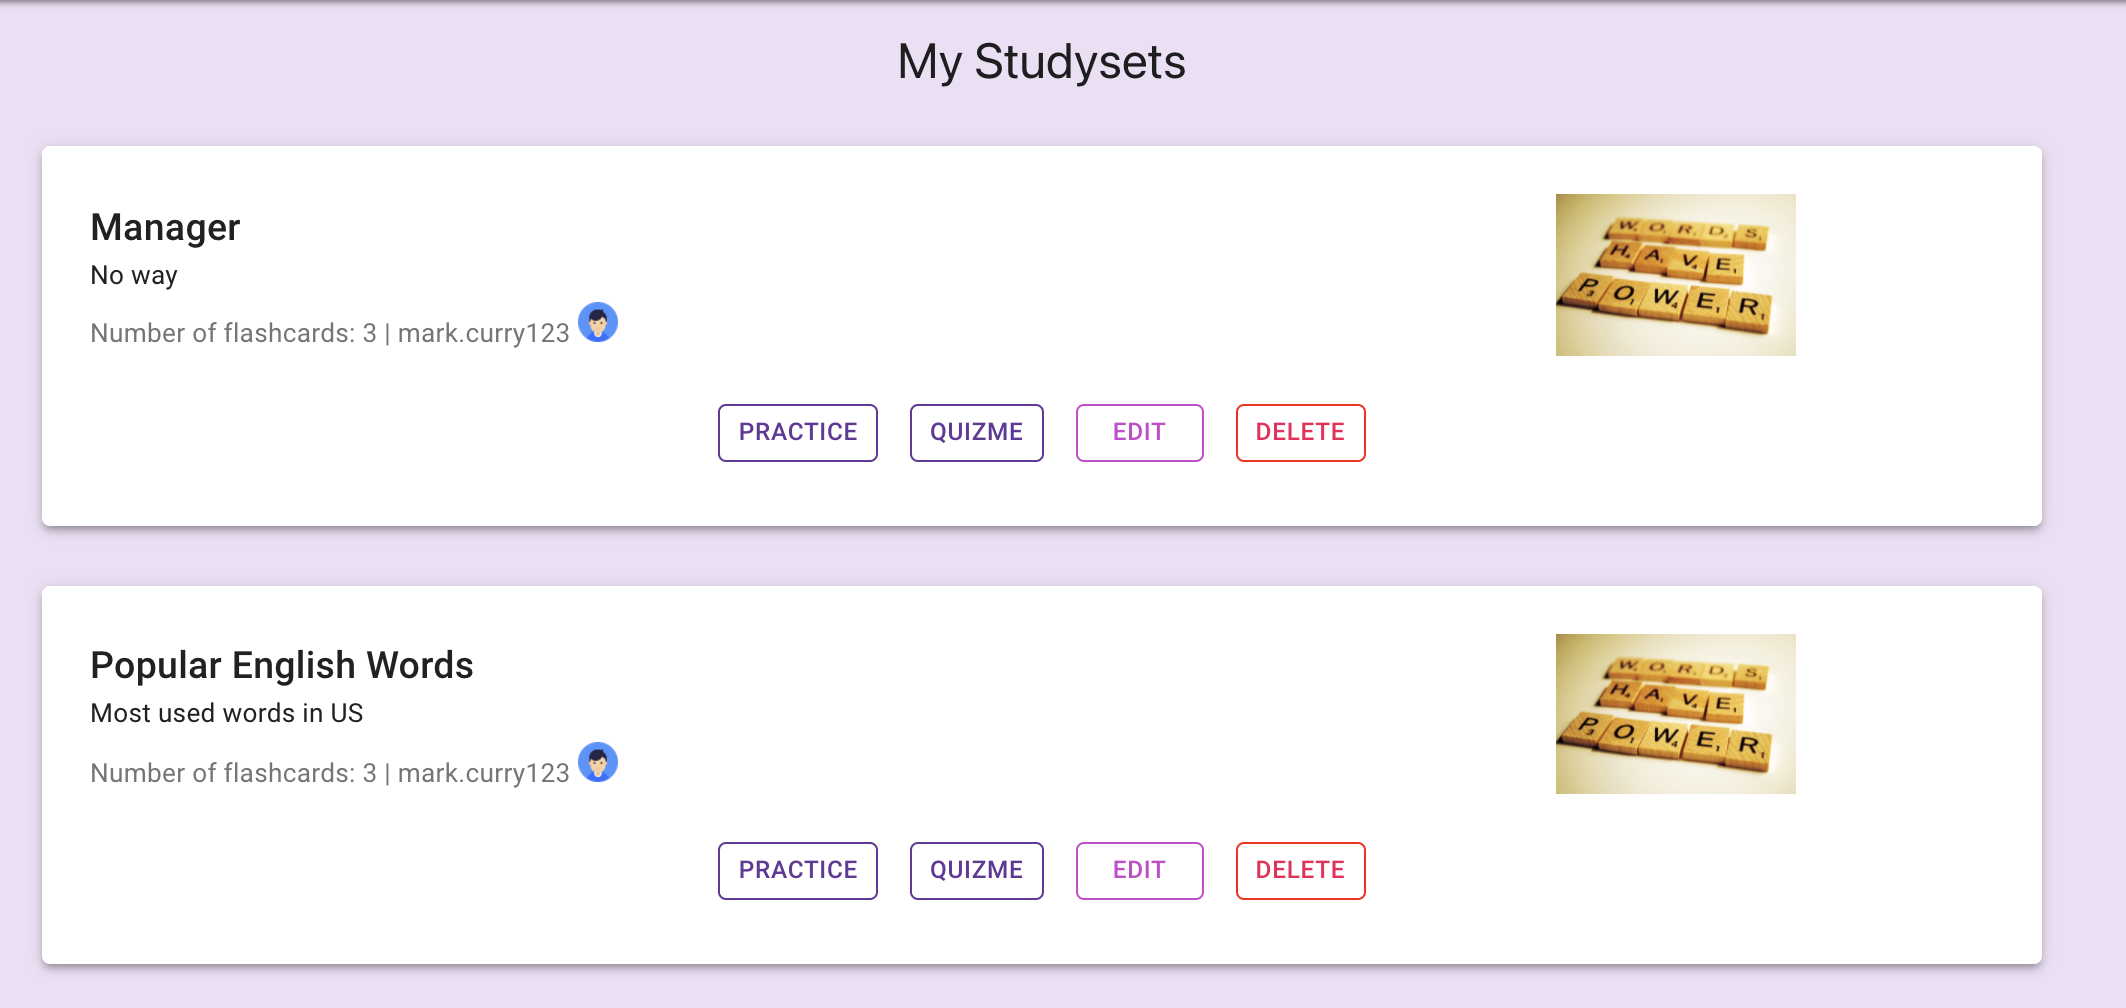 My Studysets
Manager
No way
Number of flashcards: 3 | mark.curry123
WORDS
HAVE
POWER
PRACTICE QUIZME EDIT DELETE
Popular English Words
Most used words in US
Number of flashcards: 3 | mark.curry123
WORDS
HAVE
POWER
PRACTICE QUIZME EDIT DELETE